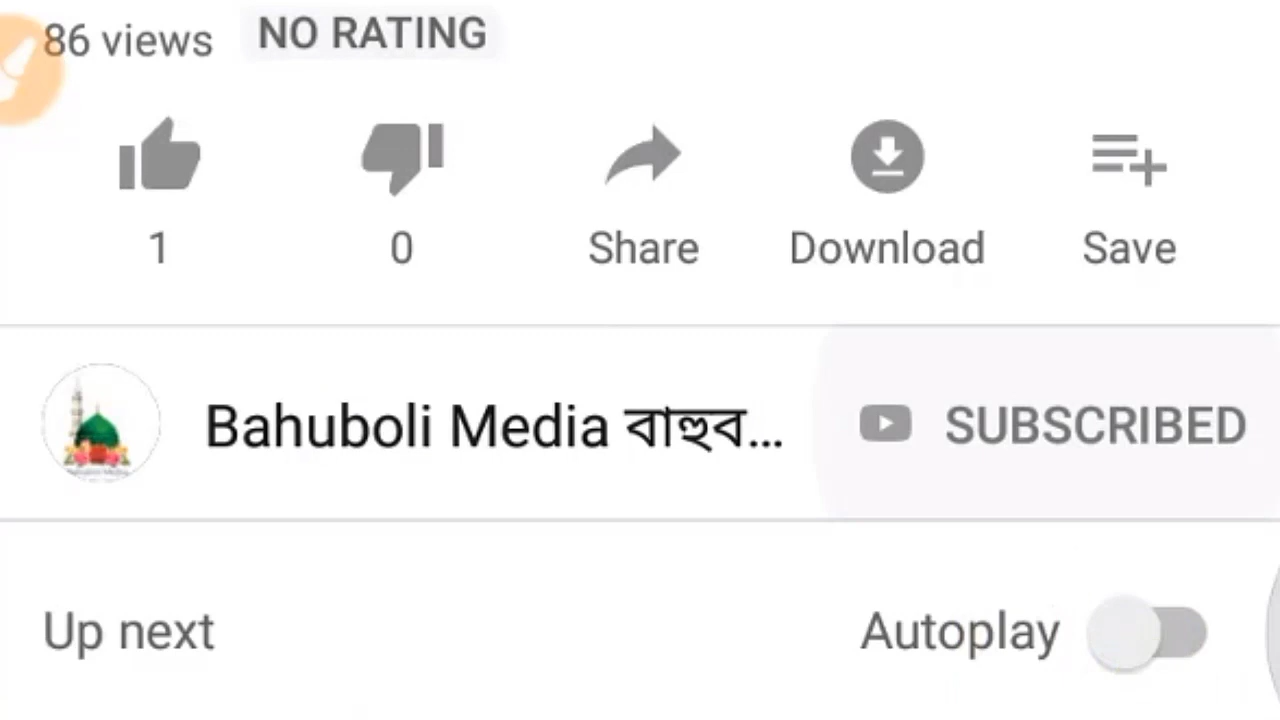 86 views NO RATING
1 0 Share Download Save
Bahuboli Media বাহুব... SUBSCRIBED
Up next Autoplay